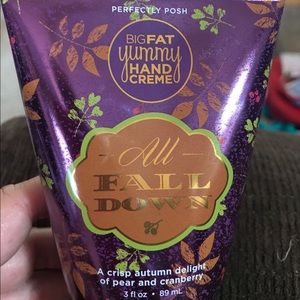 PERFECTLY POSH
BIG FAT
yummy
HAND
CREME
All
FALL
DOWN
A crisp autumn delight
of pear and cranberry
3 fl oz • 89 mL